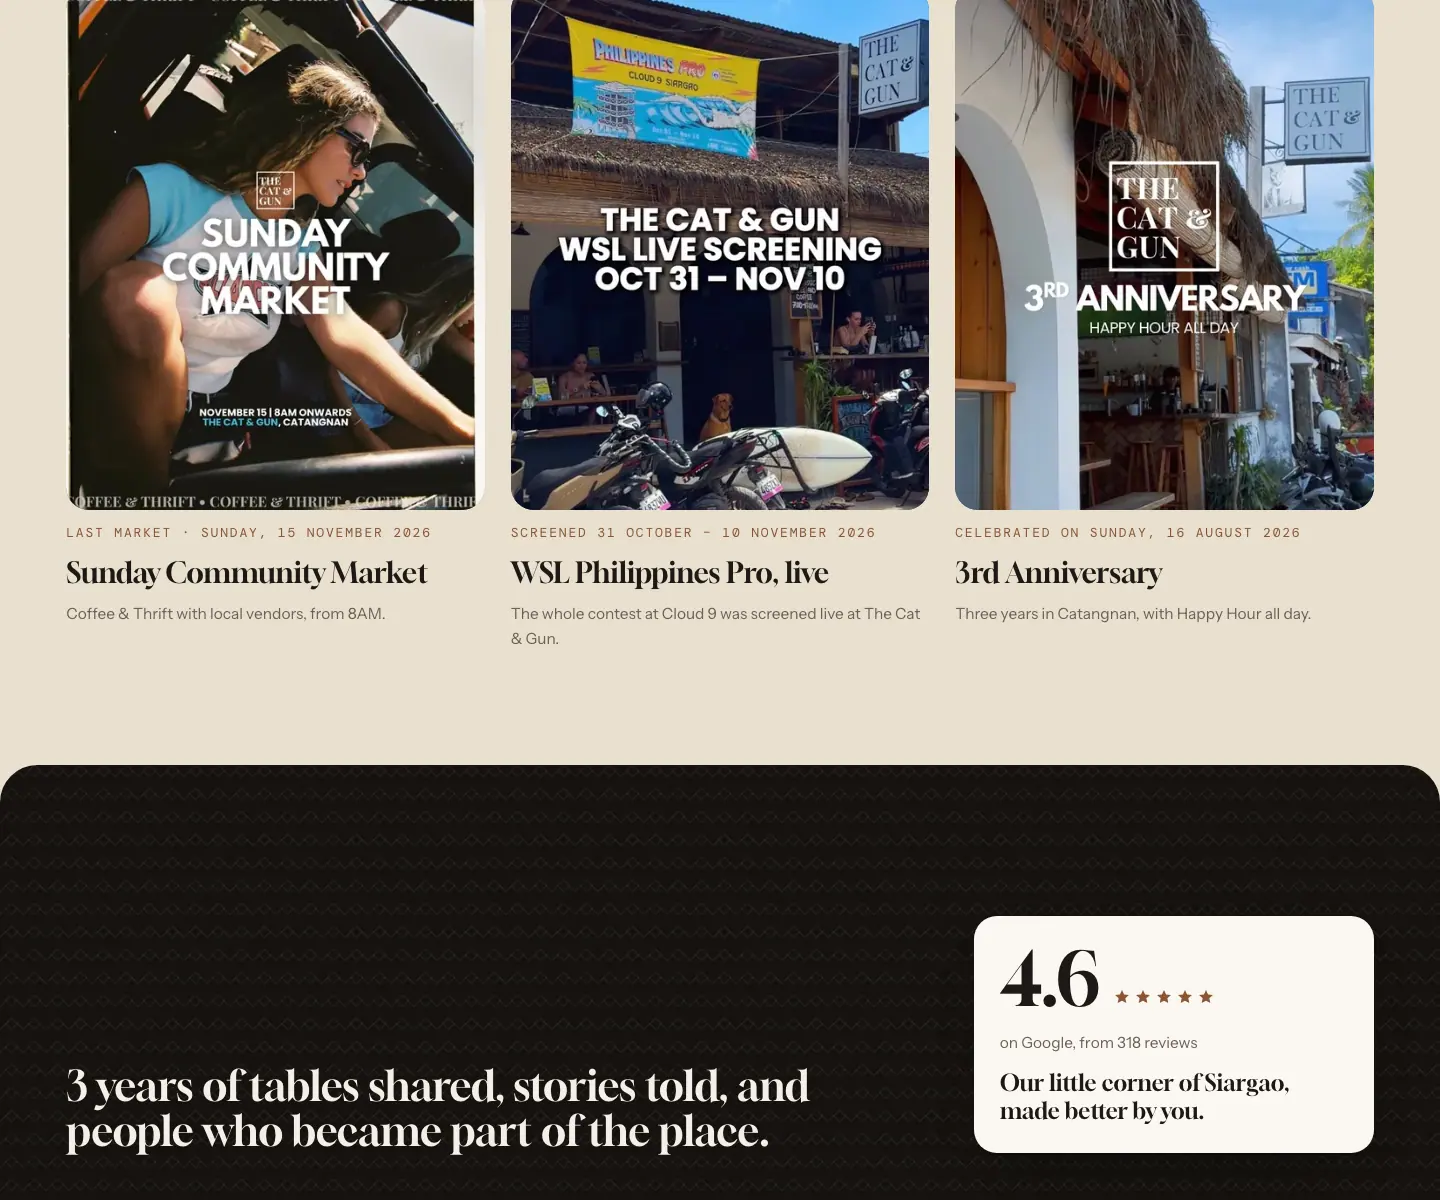 THE
CAT &
GUN
SUNDAY
COMMUNITY
MARKET
NOVEMBER 15 | 8AM ONWARDS
THE CAT & GUN, CATANGNAN
COFFEE & THRIFT • COFFEE & THRIFT • COFFEE & THRIF
LAST MARKET · SUNDAY, 15 NOVEMBER 2026
Sunday Community Market
Coffee & Thrift with local vendors, from 8AM.
PHILIPPINES PRO
CLOUD 9 SIARGAO
THE
CAT &
GUN
THE CAT & GUN
WSL LIVE SCREENING
OCT 31 – NOV 10
SCREENED 31 OCTOBER – 10 NOVEMBER 2026
WSL Philippines Pro, live
The whole contest at Cloud 9 was screened live at The Cat
& Gun.
THE
CAT &
GUN
THE
CAT &
GUN
3RD ANNIVERSARY
HAPPY HOUR ALL DAY
CELEBRATED ON SUNDAY, 16 AUGUST 2026
3rd Anniversary
Three years in Catangnan, with Happy Hour all day.
3 years of tables shared, stories told, and
people who became part of the place.
4.6
on Google, from 318 reviews
Our little corner of Siargao,
made better by you.